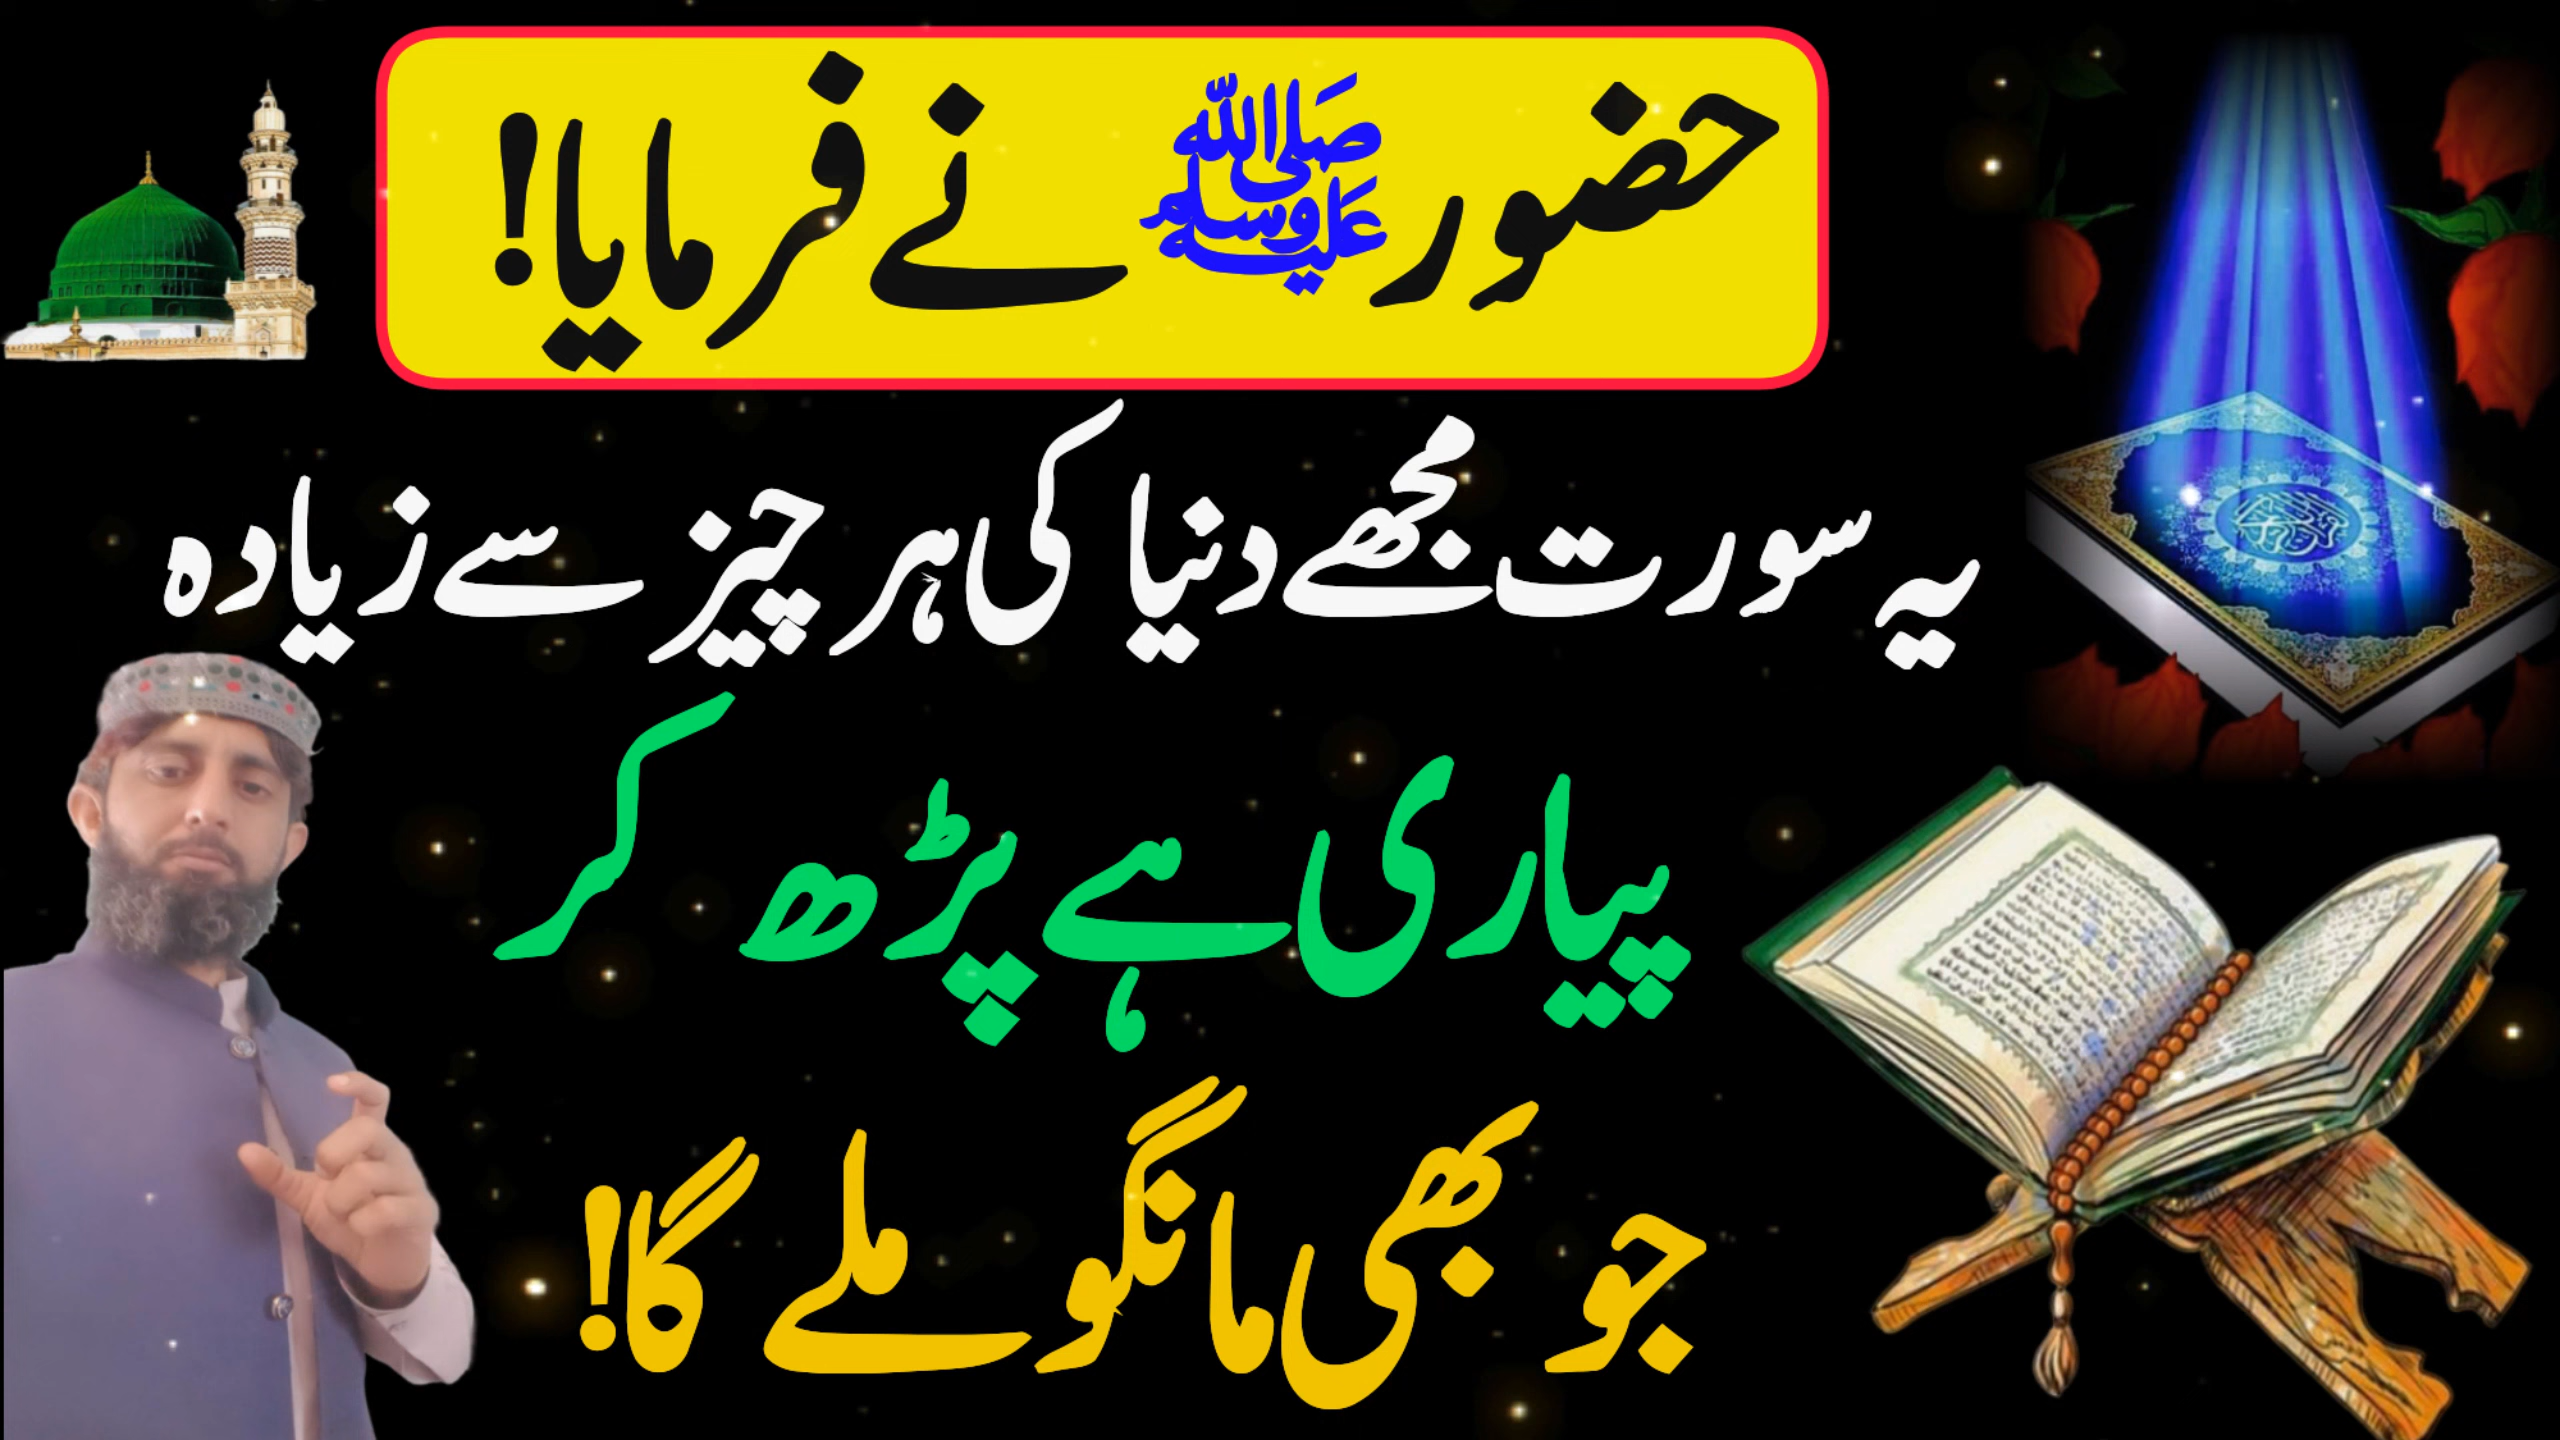 حضور ﷺ نے فرمایا!
یہ سورت مجھے دنیا کی ہر چیز سے زیادہ
پیاری ہے پڑھ کر
جو بھی مانگو ملے گا!